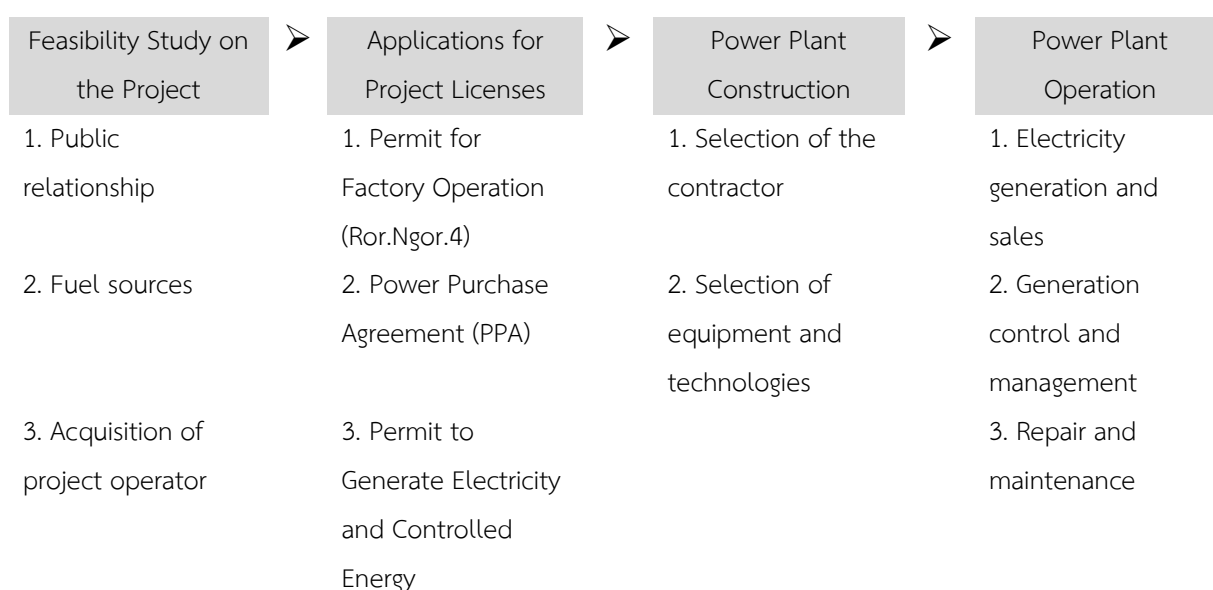 Feasibility Study on
the Project
➢
Applications for
Project Licenses
➢
Power Plant
Construction
➢
Power Plant
Operation
1. Public
relationship
2. Fuel sources
3. Acquisition of
project operator
1. Permit for
Factory Operation
(Ror.Ngor.4)
2. Power Purchase
Agreement (PPA)
3. Permit to
Generate Electricity
and Controlled
Energy
1. Selection of the
contractor
2. Selection of
equipment and
technologies
1. Electricity
generation and
sales
2. Generation
control and
management
3. Repair and
maintenance